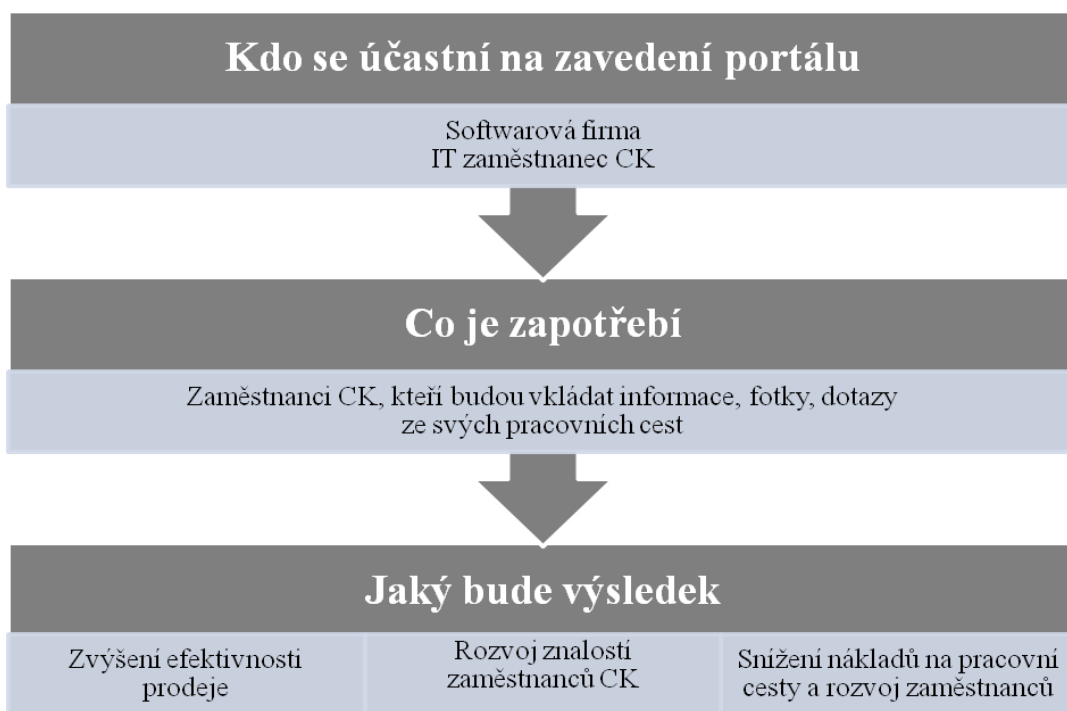 Kdo se účastní na zavedení portálu
Softwarová firma
IT zaměstnanec CK
Co je zapotřebí
Zaměstnanci CK, kteří budou vkládat informace, fotky, dotazy
ze svých pracovních cest
Jaký bude výsledek
Zvýšení efektivnosti
prodeje
Rozvoj znalostí
zaměstnanců CK
Snížení nákladů na pracovní
cesty a rozvoj zaměstnanců